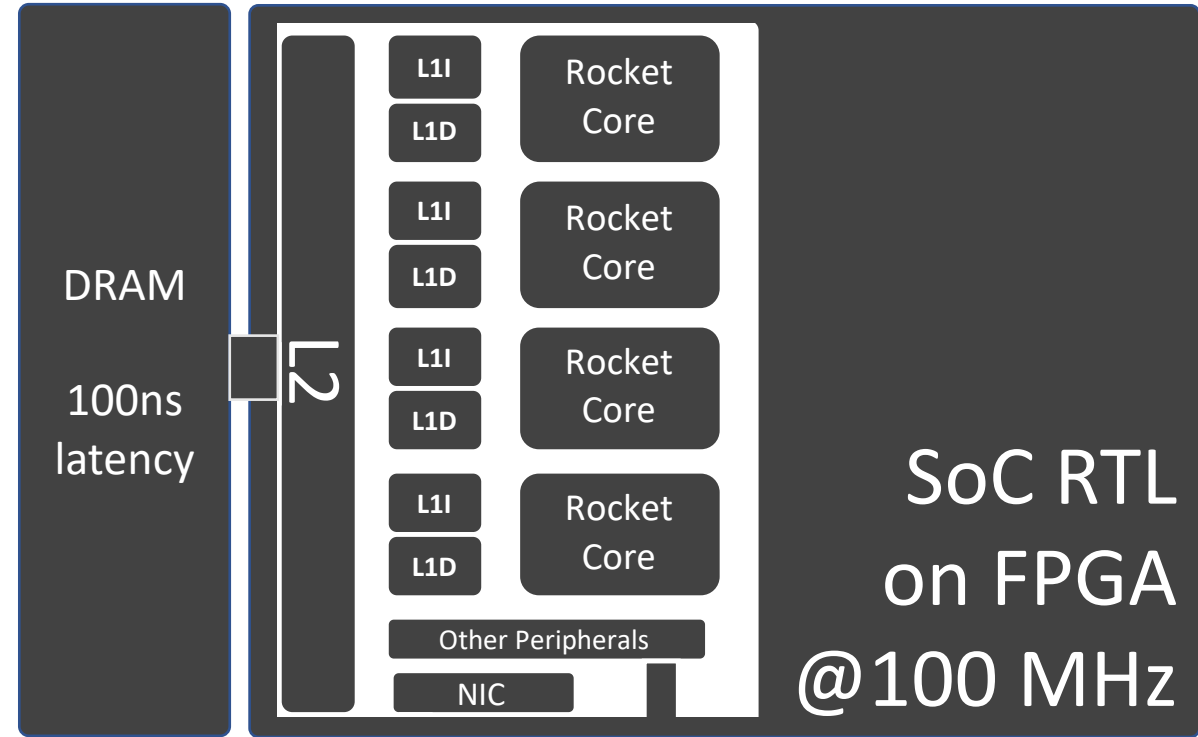 DRAM
100ns
latency
L2
L1I
L1D
Rocket
Core
L1I
L1D
Rocket
Core
L1I
L1D
Rocket
Core
L1I
L1D
Rocket
Core
Other Peripherals
NIC
SoC RTL
on FPGA
@100 MHz